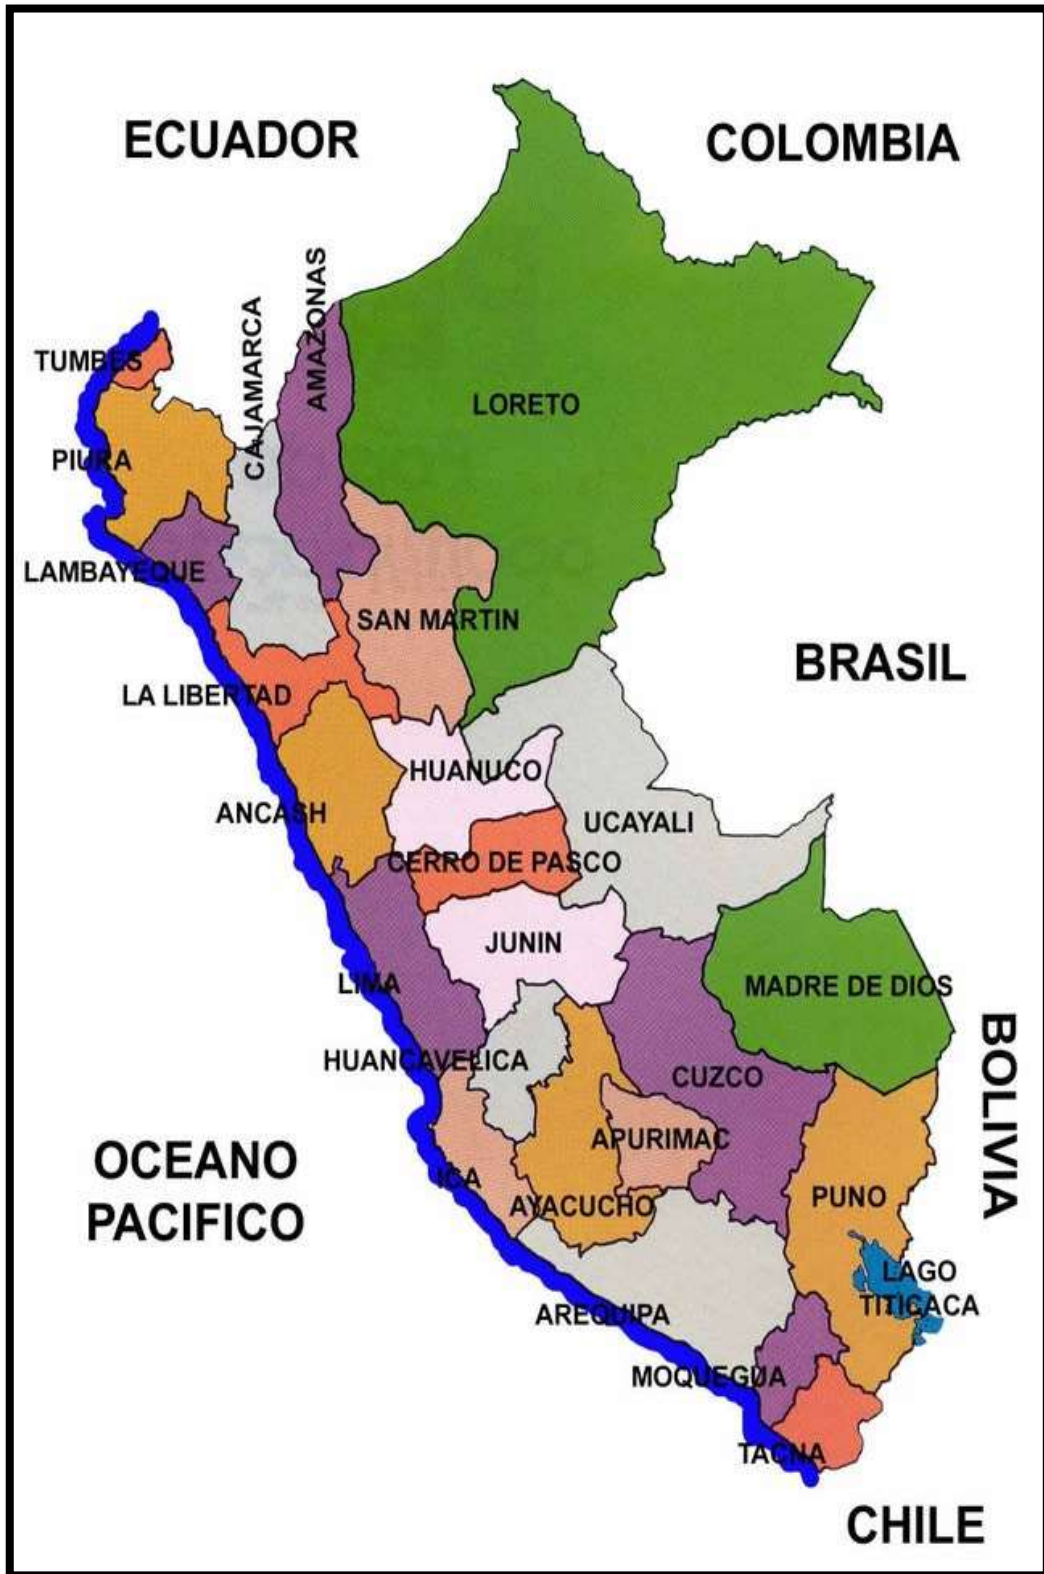 ECUADOR
COLOMBIA
AMAZONAS
CAJAMARCA
TUMBES
LORETO
PIURA
LAMBAYEQUE
SAN MARTIN
BRASIL
LA LIBERTAD
HUANUCO
ANCASH
UCAYALI
CERRO DE PASCO
JUNIN
LIMA
MADRE DE DIOS
BOLIVIA
HUANCAVELICA
CUZCO
APURIMAC
OCEANO
PACIFICO
ICA
AYACUCHO
PUNO
LAGO
TITICACA
AREQUIPA
MOQUEGUA
TACNA
CHILE